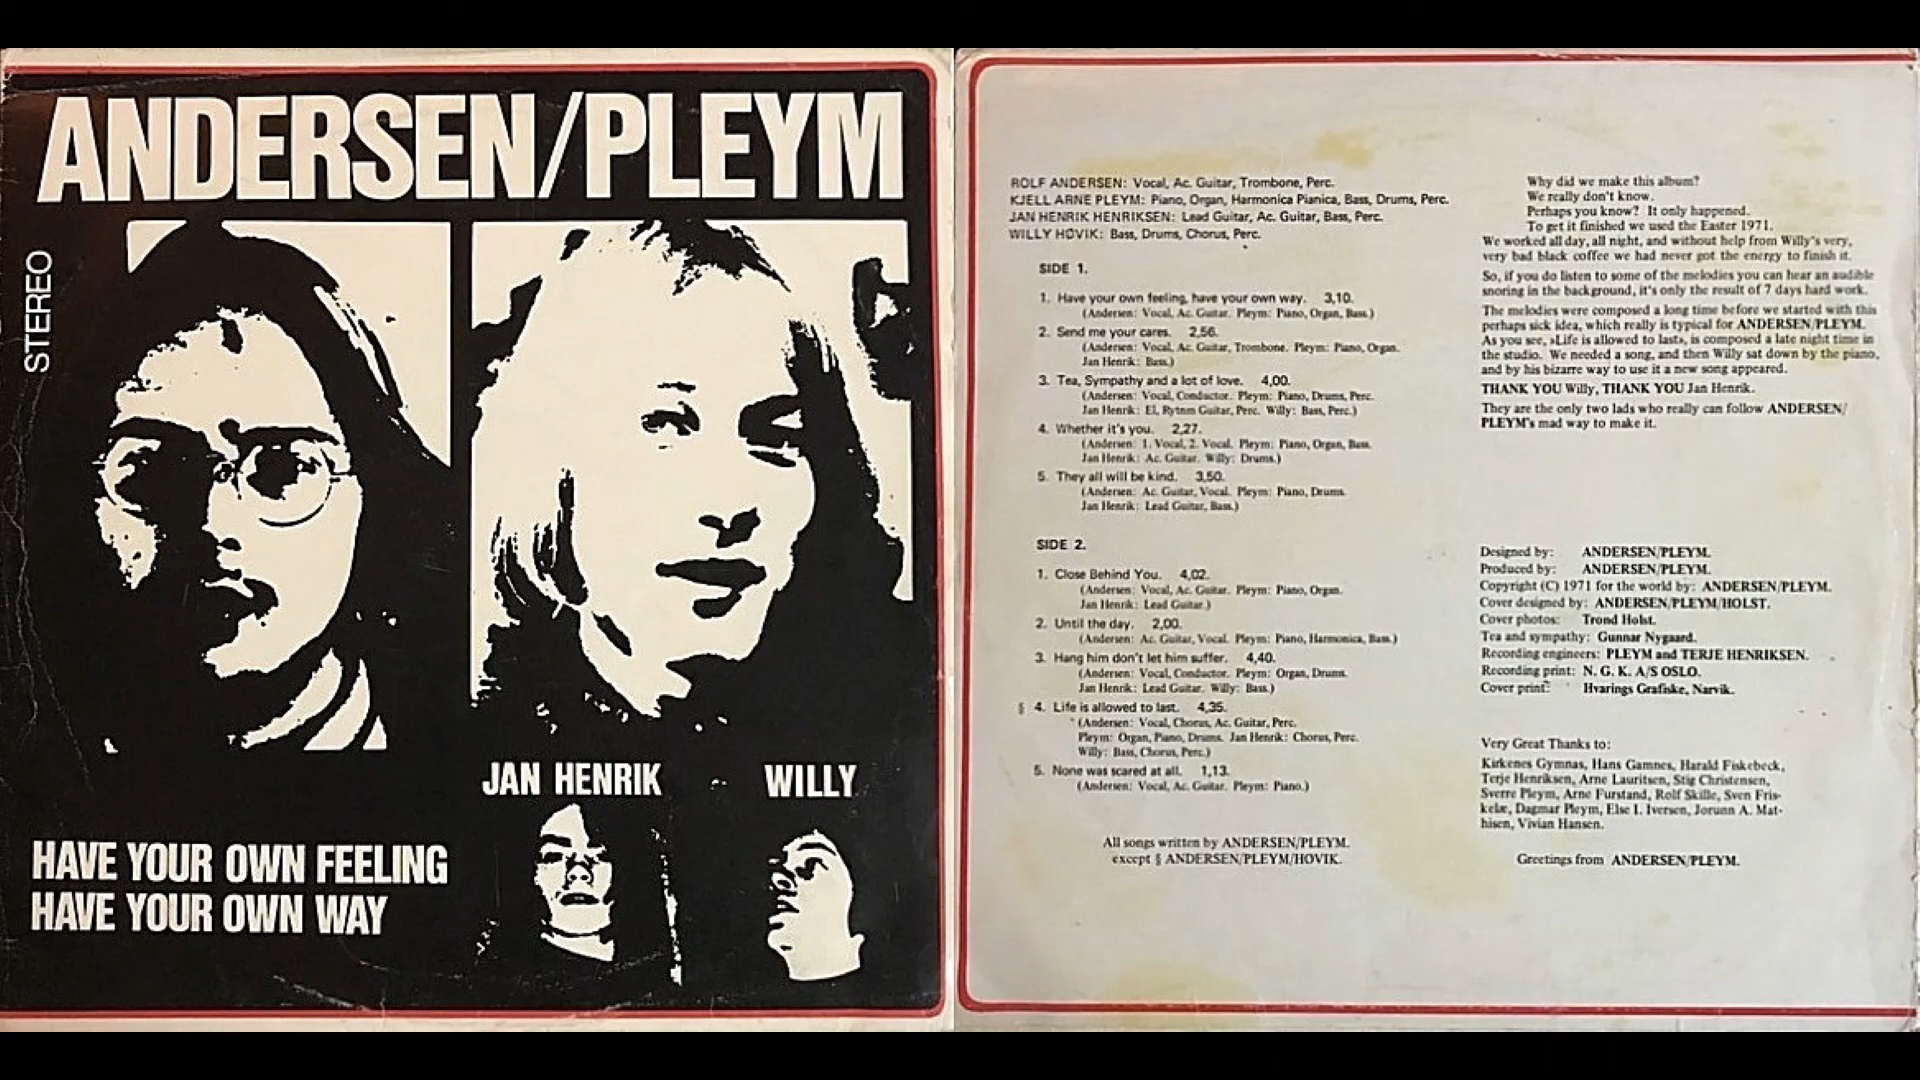 ANDERSEN/PLEYM
STEREO
JAN HENRIK
WILLY
HAVE YOUR OWN FEELING
HAVE YOUR OWN WAY
ROLF ANDERSEN: Vocal, Ac. Guitar, Trombone, Perc.
KJELL ARNE PLEYM: Piano, Organ, Harmonica Pianica, Bass, Drums, Perc.
JAN HENRIK HENRIKSEN: Lead Guitar, Ac. Guitar, Bass, Perc.
WILLY HOVIK: Bass, Drums, Chorus, Perc.
SIDE 1.
1. Have your own feeling, have your own way. 3,10.
(Andersen: Vocal, Ac. Guitar. Pleym: Piano, Organ, Bass.)
2. Send me your cares. 2,56.
(Andersen: Vocal, Ac. Guitar, Trombone. Pleym: Piano, Organ.
Jan Henrik: Bass.)
3. Tea, Sympathy and a lot of love. 4,00.
(Andersen: Vocal, Conductor. Pleym: Piano, Drums, Perc.
Jan Henrik: El, Rytnm Guitar, Perc. Willy: Bass, Perc.)
4. Whether it's you. 2,27.
(Andersen: 1. Vocal, 2. Vocal. Pleym: Piano, Organ, Bass.
Jan Henrik: Ac. Guitar. Willy: Drums.)
5. They all will be kind. 3,50.
(Andersen: Ac. Guitar, Vocal. Pleym: Piano, Drums.
Jan Henrik: Lead Guitar, Bass.)
SIDE 2.
1. Close Behind You. 4,02.
(Andersen: Vocal, Ac. Guitar. Pleym: Piano, Organ.
Jan Henrik: Lead Guitar.)
2. Until the day. 2,00.
(Andersen: Ac. Guitar, Vocal. Pleym: Piano, Harmonica, Bass.)
3. Hang him don't let him suffer. 4,40.
(Andersen: Vocal, Conductor. Pleym: Organ, Drums.
Jan Henrik: Lead Guitar. Willy: Bass.)
§ 4. Life is allowed to last. 4,35.
(Andersen: Vocal, Chorus, Ac. Guitar, Perc.
Pleym: Organ, Piano, Drums. Jan Henrik: Chorus, Perc.
Willy: Bass, Chorus, Perc.)
5. None was scared at all. 1,13.
(Andersen: Vocal, Ac. Guitar. Pleym: Piano.)
All songs written by ANDERSEN/PLEYM.
except § ANDERSEN/PLEYM/HOVIK.
Why did we make this album?
We really don't know.
Perhaps you know? It only happened.
To get it finished we used the Easter 1971.
We worked all day, all night, and without help from Willy's very,
very bad black coffee we had never got the energy to finish it.
So, if you do listen to some of the melodies you can hear an audible
snoring in the background, it's only the result of 7 days hard work.
The melodies were composed a long time before we started with this
perhaps sick idea, which really is typical for ANDERSEN/PLEYM.
As you see, »Life is allowed to last», is composed a late night time in
the studio. We needed a song, and then Willy sat down by the piano,
and by his bizarre way to use it a new song appeared.
THANK YOU Willy, THANK YOU Jan Henrik.
They are the only two lads who really can follow ANDERSEN/
PLEYM's mad way to make it.
Designed by: ANDERSEN/PLEYM.
Produced by: ANDERSEN/PLEYM.
Copyright (C) 1971 for the world by: ANDERSEN/PLEYM.
Cover designed by: ANDERSEN/PLEYM/HOLST.
Cover photos: Trond Holst.
Tea and sympathy: Gunnar Nygaard.
Recording engineers: PLEYM and TERJE HENRIKSEN.
Recording print: N. G. K. A/S OSLO.
Cover print: Hvarings Grafiske, Narvik.
Very Great Thanks to:
Kirkenes Gymnas, Hans Gamnes, Harald Fiskebeck,
Terje Henriksen, Arne Lauritsen, Stig Christensen,
Sverre Pleym, Arne Furstand, Rolf Skille, Sven Fris-
kelæ, Dagmar Pleym, Else I. Iversen, Jorunn A. Mat-
hisen, Vivian Hansen.
Greetings from ANDERSEN/PLEYM.